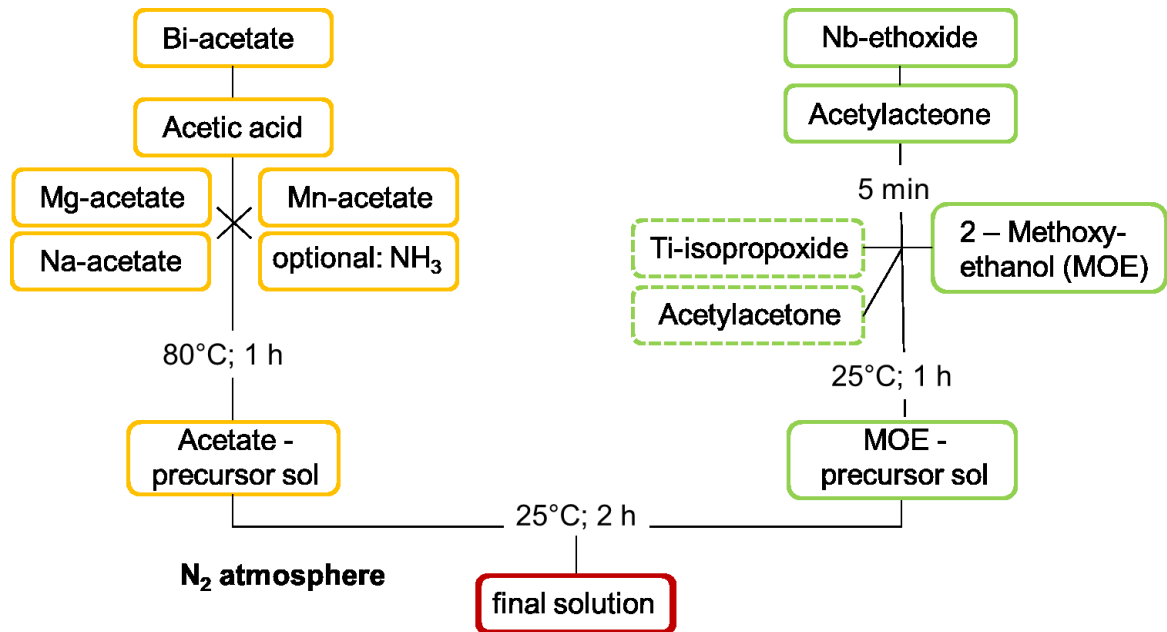 Bi-acetate
Acetic acid
Mg-acetate
Mn-acetate
Na-acetate
optional: NH₃
80°C; 1 h
Acetate -
precursor sol
Nb-ethoxide
Acetylacteone
5 min
Ti-isopropoxide
2 – Methoxy-
ethanol (MOE)
Acetylacetone
25°C; 1 h
MOE -
precursor sol
25°C; 2 h
N₂ atmosphere
final solution